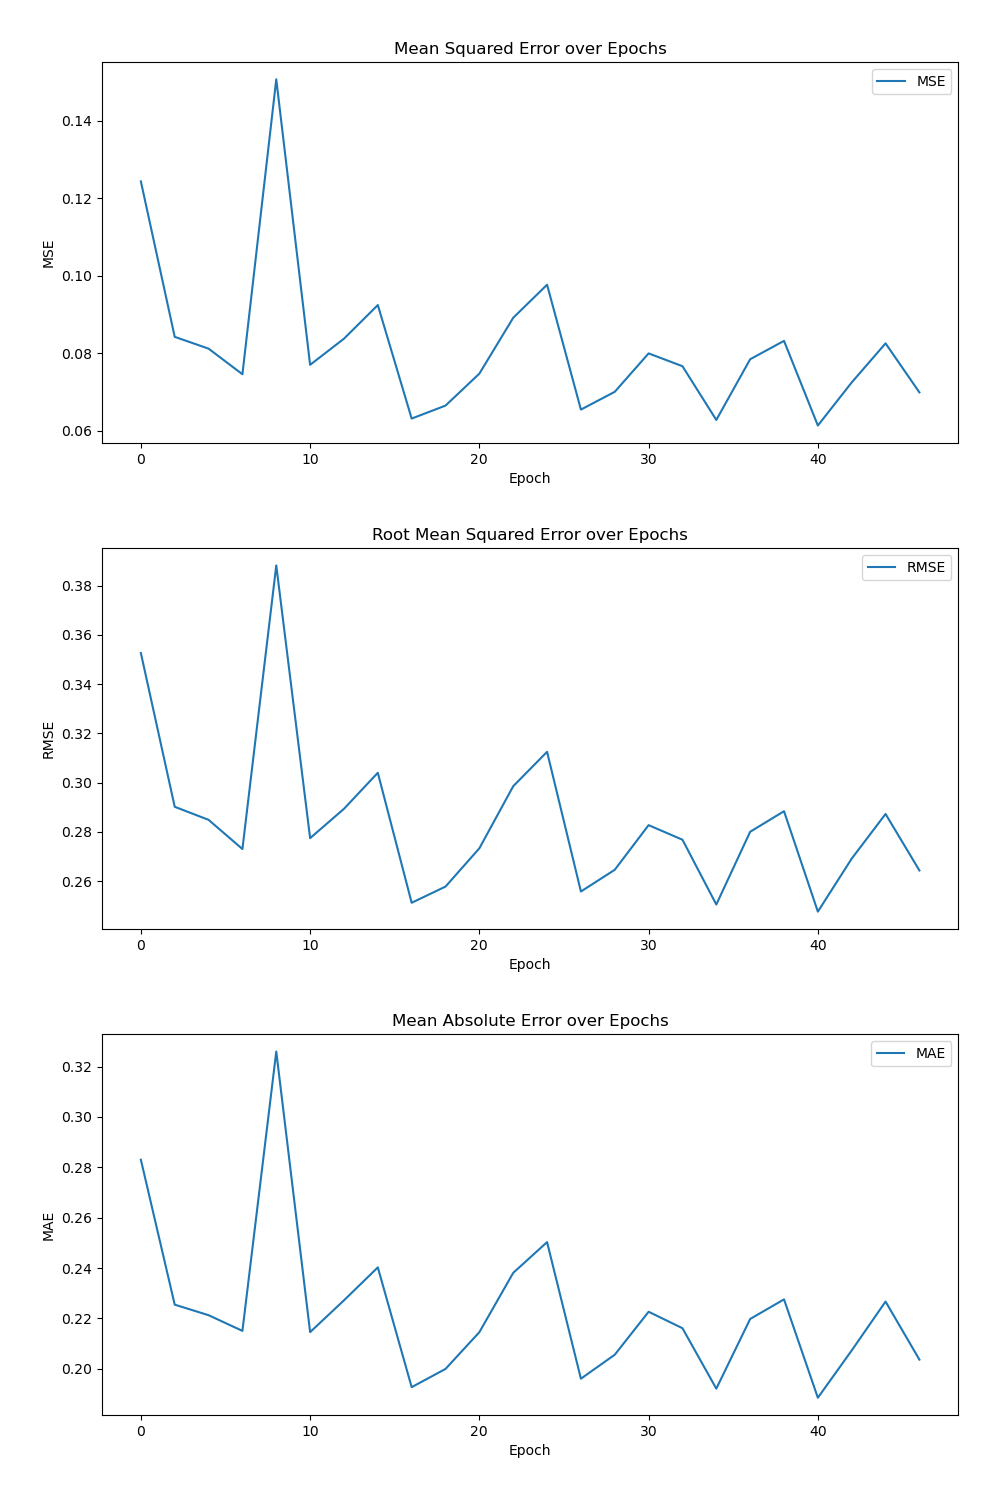 Mean Squared Error over Epochs
MSE
0.14
0.12
0.10
0.08
0.06
MSE
0 10 20 30 40
Epoch
Root Mean Squared Error over Epochs
RMSE
0.38
0.36
0.34
0.32
0.30
0.28
0.26
RMSE
0 10 20 30 40
Epoch
Mean Absolute Error over Epochs
MAE
0.32
0.30
0.28
0.26
0.24
0.22
0.20
MAE
0 10 20 30 40
Epoch